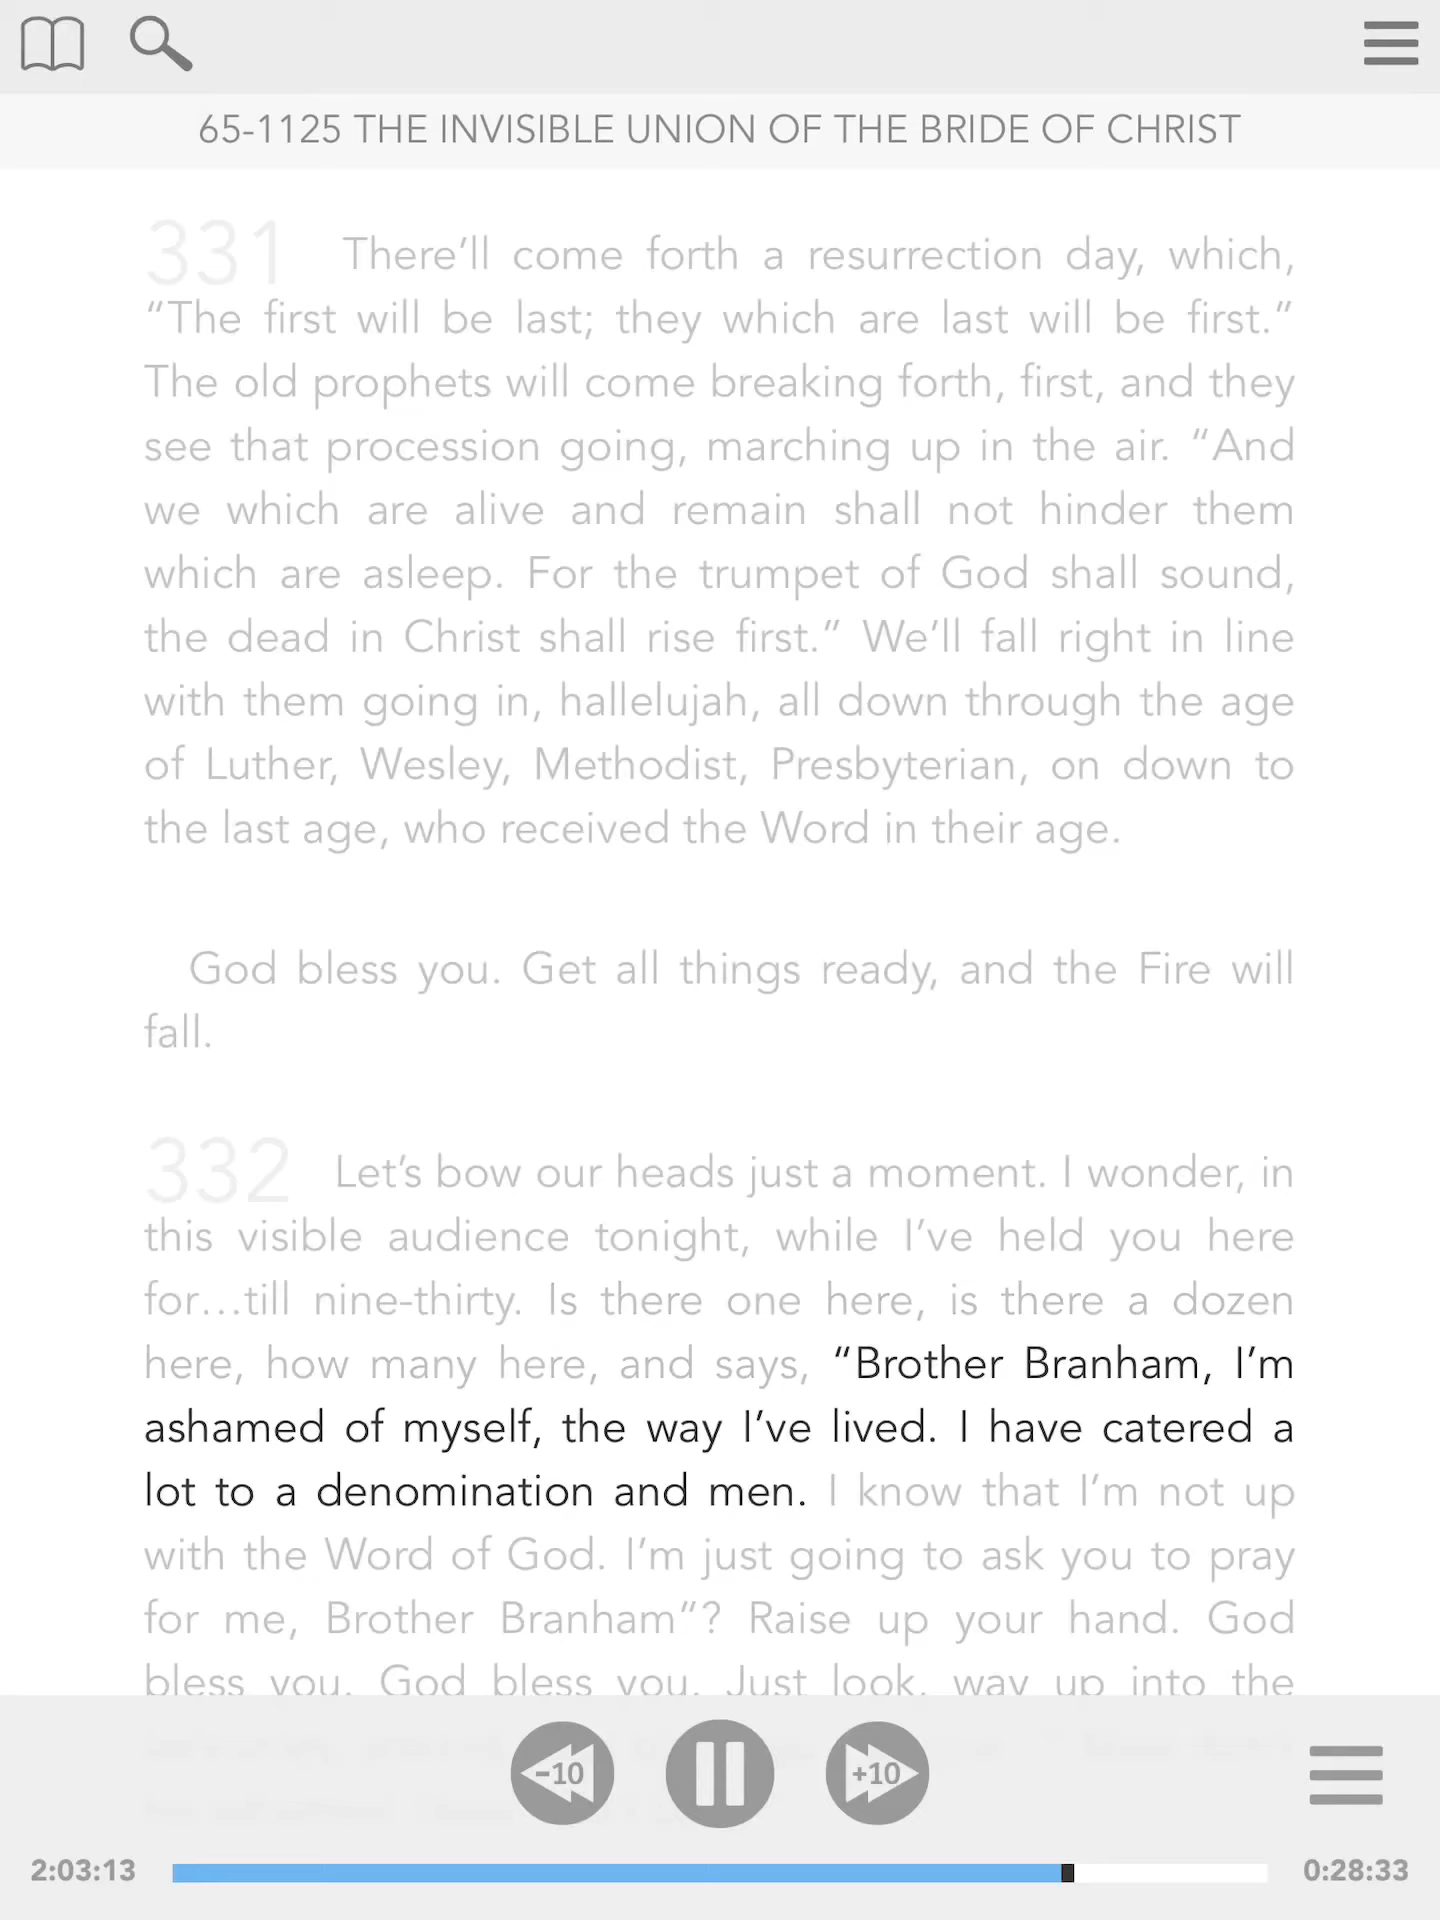 65-1125 THE INVISIBLE UNION OF THE BRIDE OF CHRIST
331 There’ll come forth a resurrection day, which,
“The first will be last; they which are last will be first.”
The old prophets will come breaking forth, first, and they
see that procession going, marching up in the air. “And
we which are alive and remain shall not hinder them
which are asleep. For the trumpet of God shall sound,
the dead in Christ shall rise first.” We’ll fall right in line
with them going in, hallelujah, all down through the age
of Luther, Wesley, Methodist, Presbyterian, on down to
the last age, who received the Word in their age.
God bless you. Get all things ready, and the Fire will
fall.
332 Let’s bow our heads just a moment. I wonder, in
this visible audience tonight, while I’ve held you here
for…till nine-thirty. Is there one here, is there a dozen
here, how many here, and says, “Brother Branham, I’m
ashamed of myself, the way I’ve lived. I have catered a
lot to a denomination and men. I know that I’m not up
with the Word of God. I’m just going to ask you to pray
for me, Brother Branham”? Raise up your hand. God
bless you. God bless you. Just look, way up into the
-10 +10
2:03:13 0:28:33